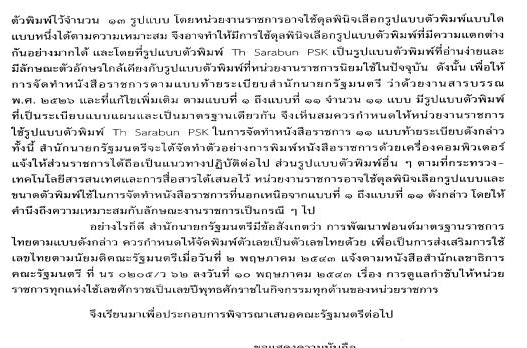 ตัวพิมพ์ไว้จำนวน ๑๓ รูปแบบ โดยหน่วยงานราชการอาจใช้ดุลพินิจเลือกรูปแบบตัวพิมพ์แบบใด
แบบหนึ่งได้ตามความเหมาะสม จึงอาจทำให้มีการใช้ดุลพินิจเลือกรูปแบบตัวพิมพ์ที่มีความแตกต่าง
กันอย่างมากได้ และโดยที่รูปแบบตัวพิมพ์ Th Sarabun PSK เป็นรูปแบบตัวพิมพ์ที่อ่านง่ายและ
มีลักษณะตัวอักษรใกล้เคียงกับรูปแบบตัวพิมพ์ที่หน่วยงานราชการนิยมใช้ในปัจจุบัน ดังนั้น เพื่อให้
การจัดทำหนังสือราชการตามแบบท้ายระเบียบสำนักนายกรัฐมนตรี ว่าด้วยงานสารบรรณ
พ.ศ. ๒๕๒๖ และที่แก้ไขเพิ่มเติม ตามแบบที่ ๑ ถึงแบบที่ ๑๑ จำนวน ๑๑ แบบ มีรูปแบบตัวพิมพ์
ที่เป็นระเบียบแบบแผนและเป็นมาตรฐานเดียวกัน จึงเห็นสมควรกำหนดให้หน่วยงานราชการ
ใช้รูปแบบตัวพิมพ์ Th Sarabun PSK ในการจัดทำหนังสือราชการ ๑๑ แบบท้ายระเบียบดังกล่าว
ทั้งนี้ สำนักนายกรัฐมนตรีจะได้จัดทำตัวอย่างการพิมพ์หนังสือราชการด้วยเครื่องคอมพิวเตอร์
แจ้งให้ส่วนราชการได้ถือเป็นแนวทางปฏิบัติต่อไป ส่วนรูปแบบตัวพิมพ์อื่น ๆ ตามที่กระทรวง-
เทคโนโลยีสารสนเทศและการสื่อสารได้เสนอไว้ หน่วยงานราชการอาจใช้ดุลพินิจเลือกรูปแบบและ
ขนาดตัวพิมพ์ใช้ในการจัดทำหนังสือราชการที่นอกเหนือจากแบบที่ ๑ ถึงแบบที่ ๑๑ ดังกล่าว โดยให้
คำนึงถึงความเหมาะสมกับลักษณะงานราชการเป็นกรณี ๆ ไป
อย่างไรก็ดี สำนักนายกรัฐมนตรีมีข้อสังเกตว่า การพัฒนาฟอนต์มาตรฐานราชการ
ไทยตามแบบดังกล่าว ควรกำหนดให้จัดพิมพ์ตัวเลขเป็นตัวเลขไทยด้วย เพื่อเป็นการส่งเสริมการใช้
เลขไทยตามนัยมติคณะรัฐมนตรีเมื่อวันที่ ๒ พฤษภาคม ๒๕๔๓ แจ้งตามหนังสือสำนักเลขาธิการ
คณะรัฐมนตรี ที่ นร ๐๒๐๕/ว ๖๒ ลงวันที่ ๑๐ พฤษภาคม ๒๕๔๓ เรื่อง การดูแลกำชับให้หน่วย
ราชการทุกแห่งใช้เลขศักราชเป็นเลขปีพุทธศักราชในกิจกรรมทุกด้านของหน่วยราชการ
จึงเรียนมาเพื่อประกอบการพิจารณาเสนอคณะรัฐมนตรีต่อไป
ขอแสดงความนับถือ